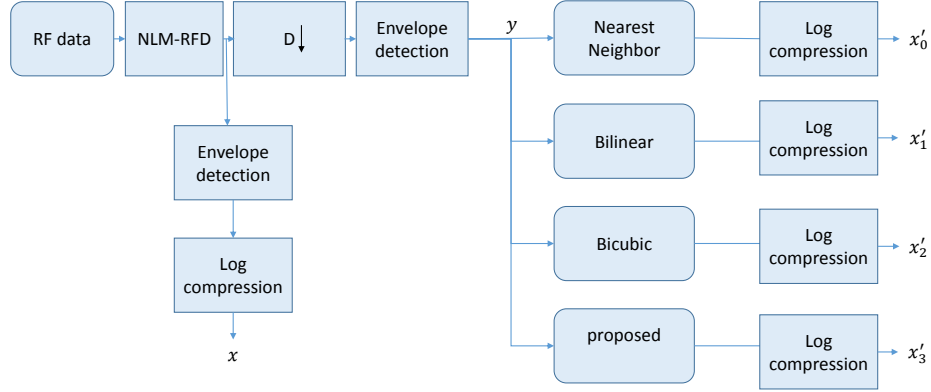 RF data
NLM-RFD
D↓
Envelope
detection
y
Nearest
Neighbor
Log
compression
x′₀
Envelope
detection
Bilinear
Log
compression
x′₁
Log
compression
Bicubic
Log
compression
x′₂
x
proposed
Log
compression
x′₃